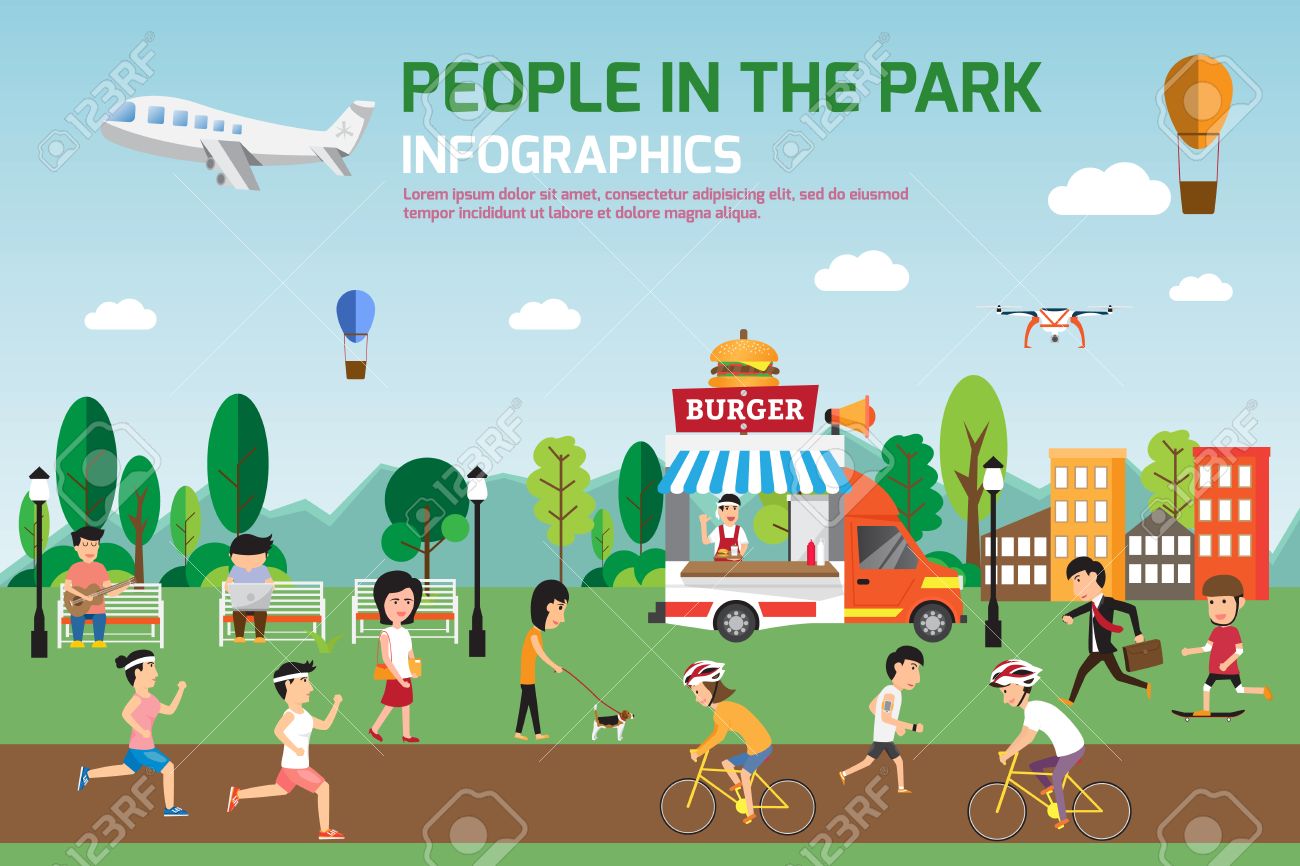 PEOPLE IN THE PARK
INFOGRAPHICS
Lorem ipsum dolor sit amet, consectetur adipisicing elit, sed do eiusmod
tempor incididunt ut labore et dolore magna aliqua.
BURGER
123RF